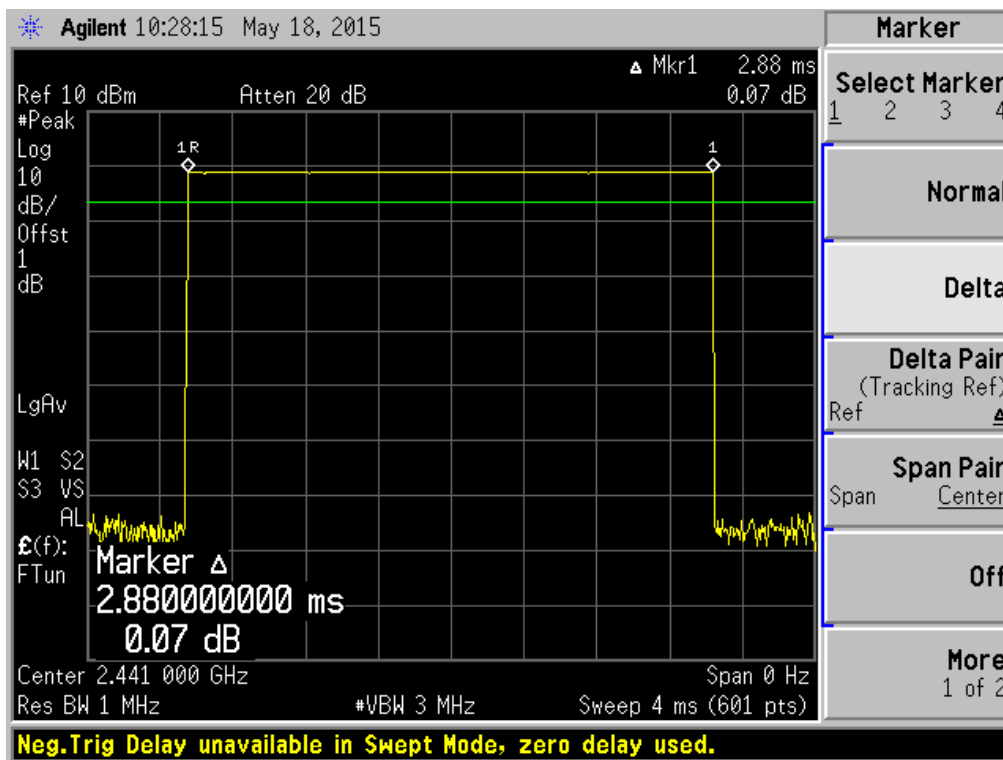 Agilent 10:28:15 May 18, 2015
Marker
Δ Mkr1 2.88 ms
Ref 10 dBm Atten 20 dB 0.07 dB
#Peak
Log
10
dB/
Offst
1
dB
1R
1
LgAv
W1 S2
S3 VS
AL
£(f):
FTun
Marker Δ
2.880000000 ms
0.07 dB
Center 2.441 000 GHz Span 0 Hz
Res BW 1 MHz #VBW 3 MHz Sweep 4 ms (601 pts)
Neg.Trig Delay unavailable in Swept Mode, zero delay used.
Select Marker
1 2 3 4
Normal
Delta
Delta Pair
(Tracking Ref)
Ref Δ
Span Pair
Span Center
Off
More
1 of 2